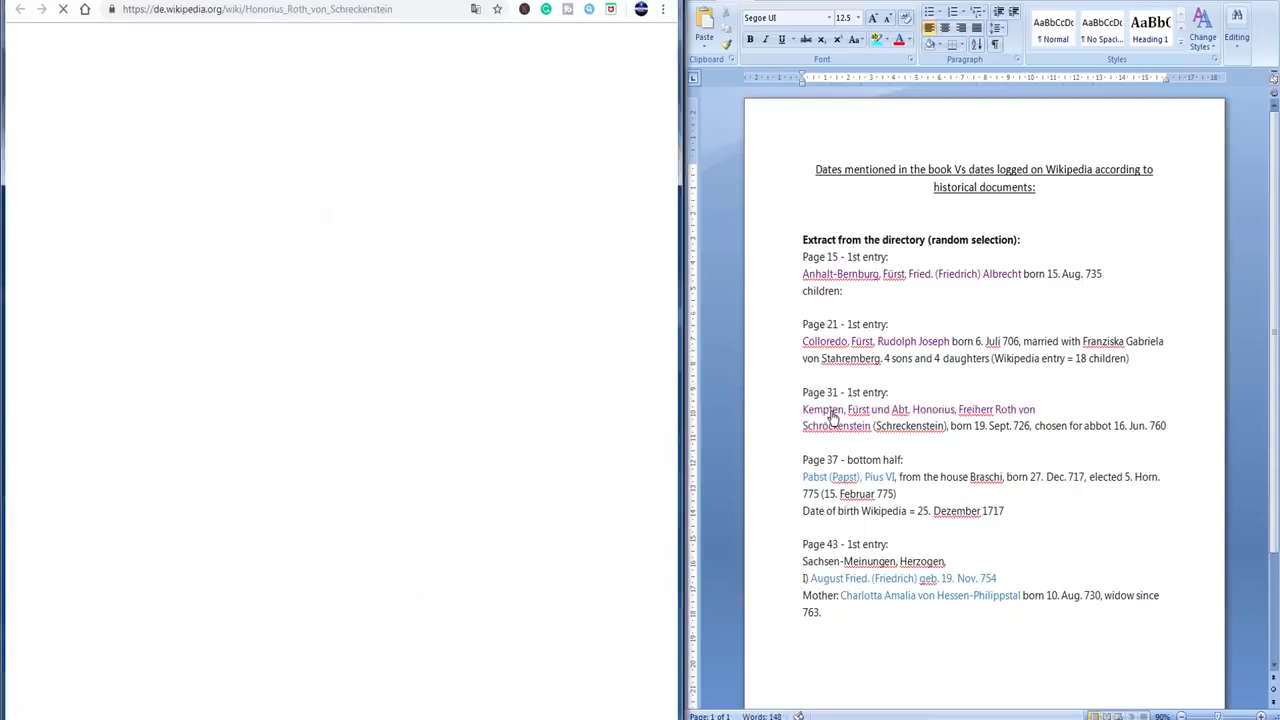 https://de.wikipedia.org/wiki/Honorius_Roth_von_Schreckenstein
Paste
Clipboard
Segoe UI
12.5
Font
Paragraph
AaBbCcDc
¶ Normal
AaBbCcDc
¶ No Spaci...
AaBbC
Heading 1
Change
Styles
Styles
Editing
Dates mentioned in the book Vs dates logged on Wikipedia according to
historical documents:
Extract from the directory (random selection):
Page 15 - 1st entry:
Anhalt-Bernburg, Fürst, Fried. (Friedrich) Albrecht born 15. Aug. 735
children:
Page 21 - 1st entry:
Colloredo, Fürst, Rudolph Joseph born 6. Juli 706, married with Franziska Gabriela
von Stahremberg. 4 sons and 4 daughters (Wikipedia entry = 18 children)
Page 31 - 1st entry:
Kempten, Fürst und Abt, Honorius, Freiherr Roth von
Schröckenstein (Schreckenstein), born 19. Sept. 726, chosen for abbot 16. Jun. 760
Page 37 - bottom half:
Pabst (Papst), Pius VI, from the house Braschi, born 27. Dec. 717, elected 5. Horn.
775 (15. Februar 775)
Date of birth Wikipedia = 25. Dezember 1717
Page 43 - 1st entry:
Sachsen-Meinungen, Herzogen,
I) August Fried. (Friedrich) geb. 19. Nov. 754
Mother: Charlotta Amalia von Hessen-Philippstal born 10. Aug. 730, widow since
763.
Page: 1 of 1
Words: 148
90%